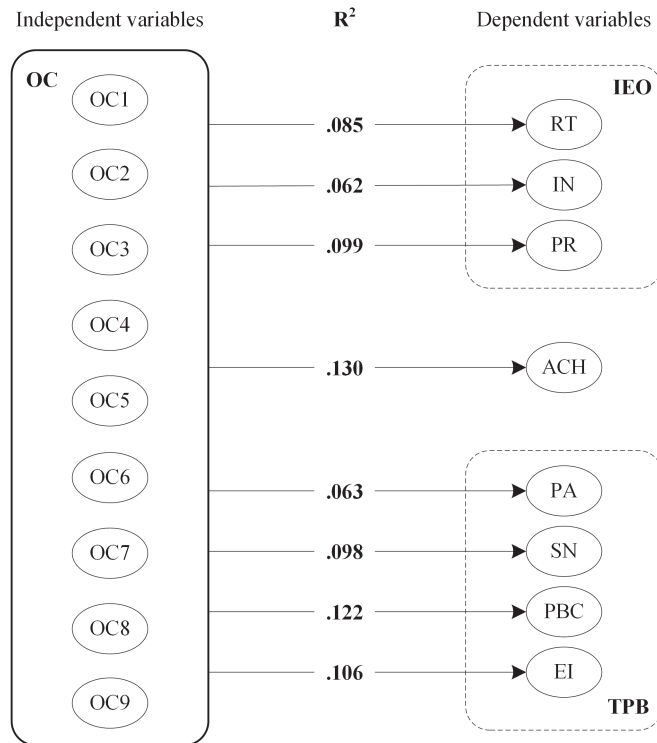 Independent variables R² Dependent variables
OC IEO
OC1
.085 RT
OC2
.062 IN
OC3 .099 PR
OC4
.130 ACH
OC5
OC6
.063 PA
OC7 .098 SN
.122 PBC
OC8
.106 EI
OC9 TPB